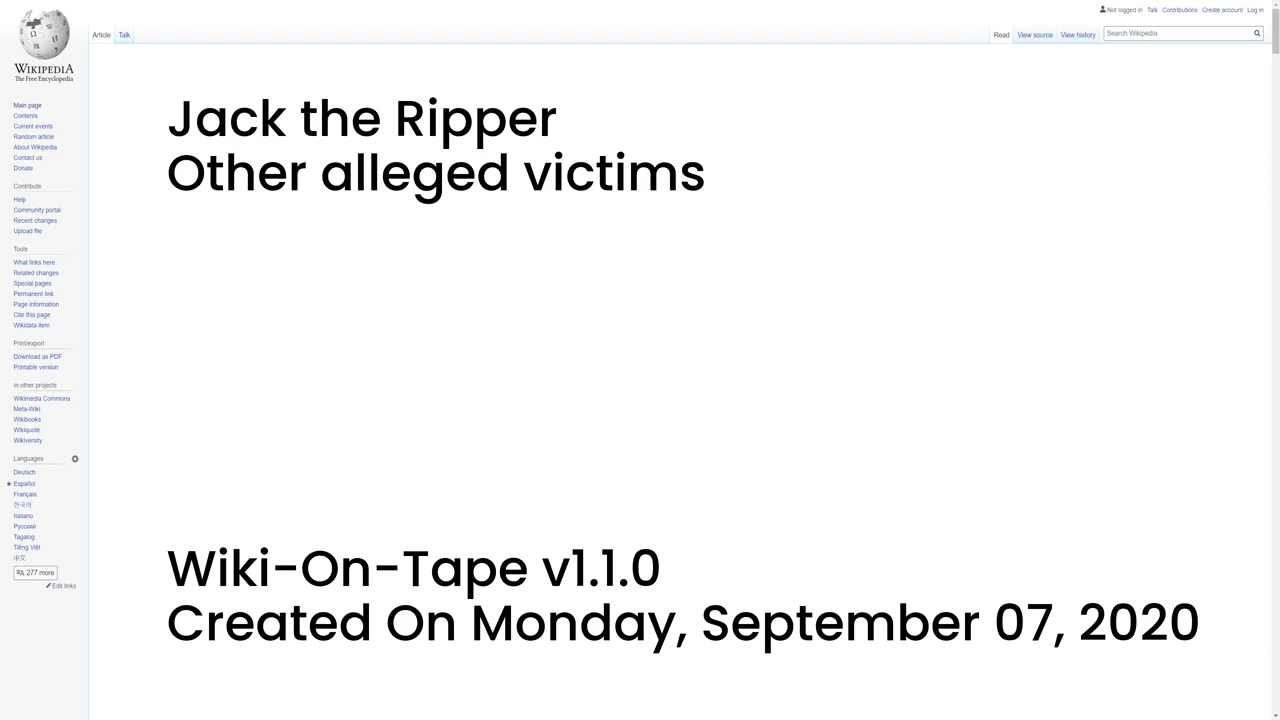 Not logged in Talk Contributions Create account Log in
Article Talk Read View source View history Search Wikipedia
WIKIPEDIA
The Free Encyclopedia
Main page
Contents
Current events
Random article
About Wikipedia
Contact us
Donate
Contribute
Help
Community portal
Recent changes
Upload file
Tools
What links here
Related changes
Special pages
Permanent link
Page information
Cite this page
Wikidata item
Print/export
Download as PDF
Printable version
In other projects
Wikimedia Commons
Meta-Wiki
Wikibooks
Wikiquote
Wikiversity
Languages
Deutsch
Español
Français
한국어
Italiano
Русский
Tagalog
Tiếng Việt
中文
277 more
Edit links
Jack the Ripper
Other alleged victims
Wiki-On-Tape v1.1.0
Created On Monday, September 07, 2020